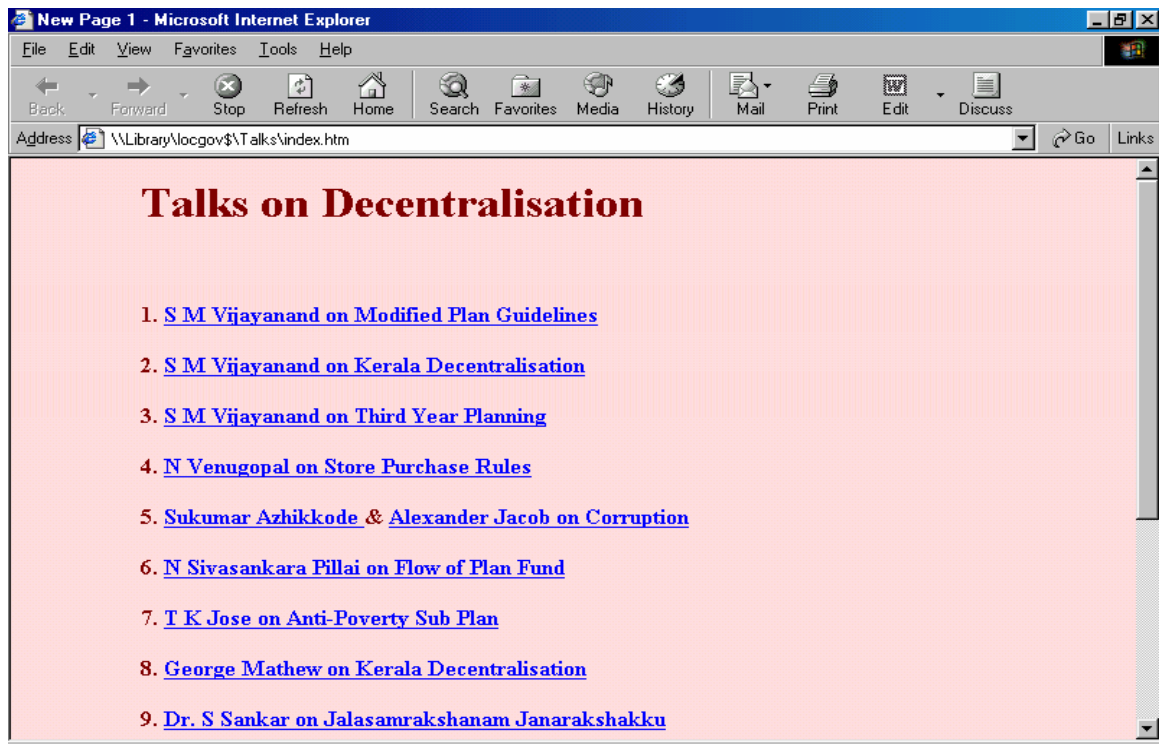 New Page 1 - Microsoft Internet Explorer
File Edit View Favorites Tools Help
Back Forward Stop Refresh Home Search Favorites Media History Mail Print Edit Discuss
Address \\Library\locgov$\Talks\index.htm Go Links
Talks on Decentralisation
1. S M Vijayanand on Modified Plan Guidelines
2. S M Vijayanand on Kerala Decentralisation
3. S M Vijayanand on Third Year Planning
4. N Venugopal on Store Purchase Rules
5. Sukumar Azhikkode & Alexander Jacob on Corruption
6. N Sivasankara Pillai on Flow of Plan Fund
7. T K Jose on Anti-Poverty Sub Plan
8. George Mathew on Kerala Decentralisation
9. Dr. S Sankar on Jalasamrakshanam Janarakshakku